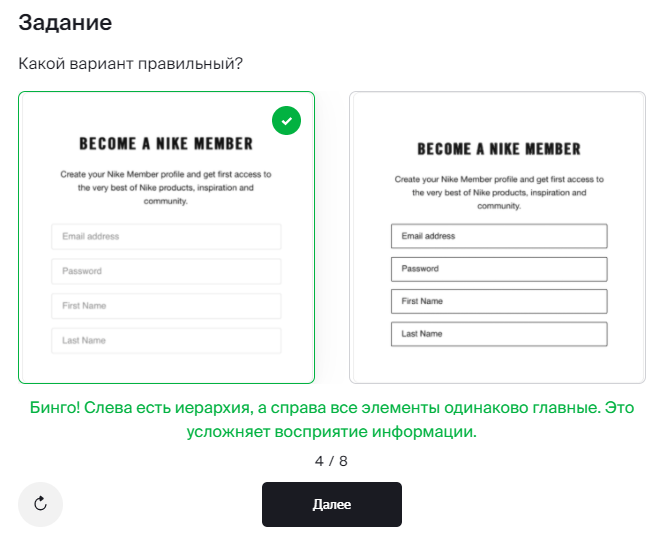 Задание
Какой вариант правильный?
BECOME A NIKE MEMBER
Create your Nike Member profile and get first access to
the very best of Nike products, inspiration and
community.
Email address
Password
First Name
Last Name
BECOME A NIKE MEMBER
Create your Nike Member profile and get first access to
the very best of Nike products, inspiration and
community.
Email address
Password
First Name
Last Name
Бинго! Слева есть иерархия, а справа все элементы одинаково главные. Это
усложняет восприятие информации.
4 / 8
Далее